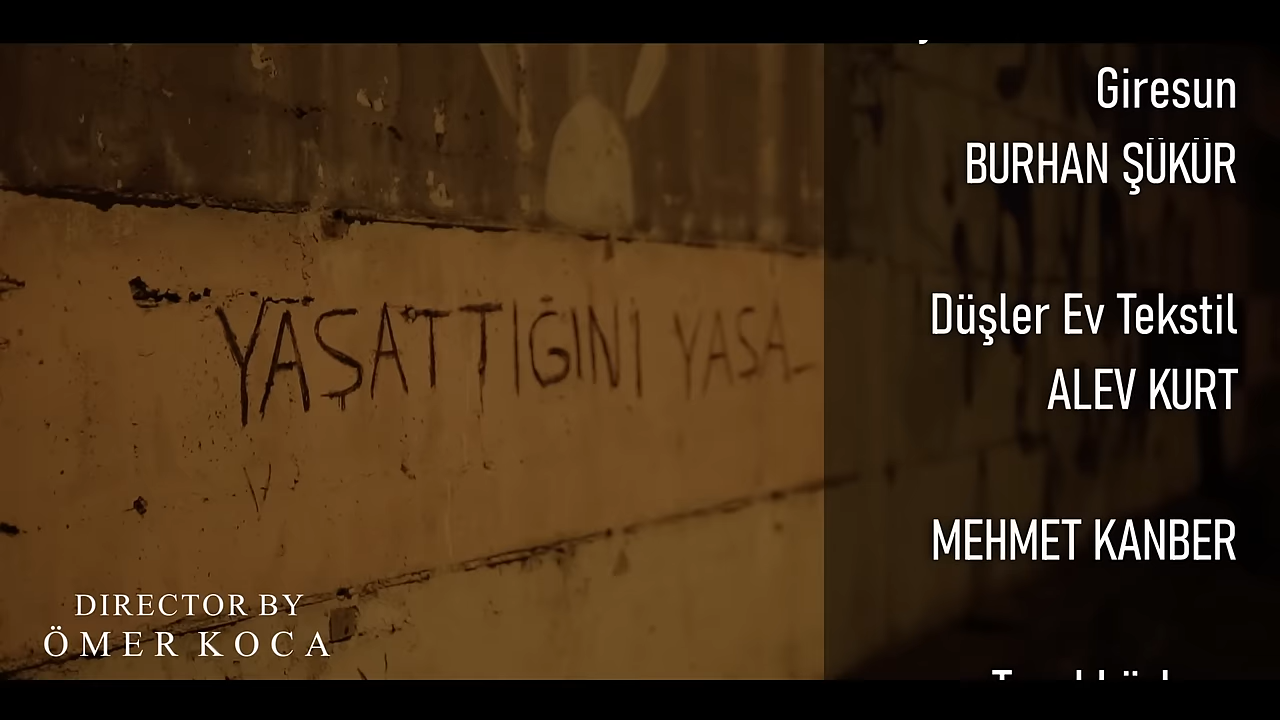 Giresun
BURHAN ŞÜKÜR
Düşler Ev Tekstil
ALEV KURT
MEHMET KANBER
YAŞATTIĞINI YAŞA
DIRECTOR BY
ÖMER KOCA